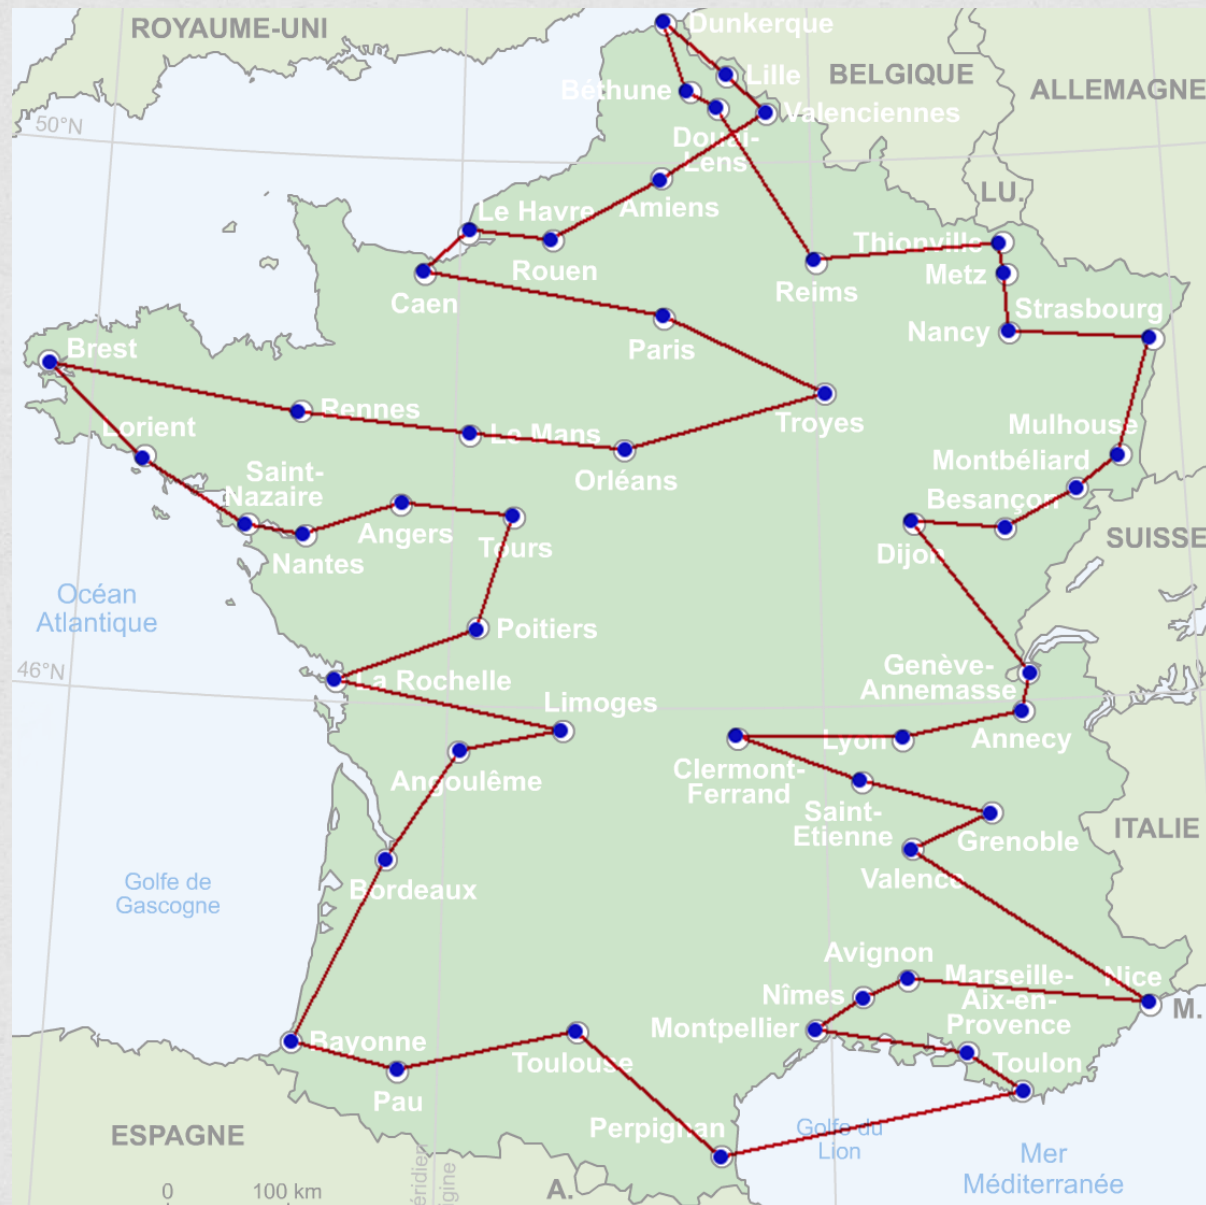 ROYAUME-UNI
Dunkerque
Lille
BELGIQUE
ALLEMAGNE
Béthune
Valenciennes
50°N
Douai-
Lens
LU.
Amiens
Le Havre
Rouen
Thionville
Metz
Reims
Caen
Strasbourg
Nancy
Paris
Brest
Rennes
Troyes
Lorient
Le Mans
Mulhouse
Montbéliard
Orléans
Saint-
Nazaire
Besançon
Angers
Tours
SUISSE
Nantes
Dijon
Océan
Atlantique
Poitiers
46°N
La Rochelle
Genève-
Annemasse
Limoges
Annecy
Lyon
Clermont-
Ferrand
Angoulême
Saint-
Etienne
ITALIE
Grenoble
Golfe de
Gascogne
Bordeaux
Valence
Avignon
Marseille-
Aix-en-
Provence
Nice
Nîmes
M.
Montpellier
Bayonne
Toulouse
Toulon
Pau
Perpignan
Golfe du
Lion
ESPAGNE
Mer
Méditerranée
A.
0 100 km
éridien
igine